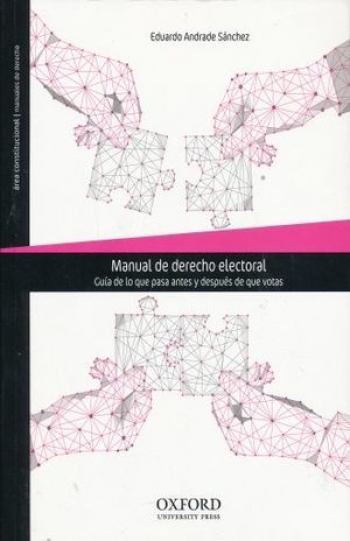 Eduardo Andrade Sánchez
área constitucional | manuales de derecho
Manual de derecho electoral
Guía de lo que pasa antes y después de que votas
OXFORD
UNIVERSITY PRESS